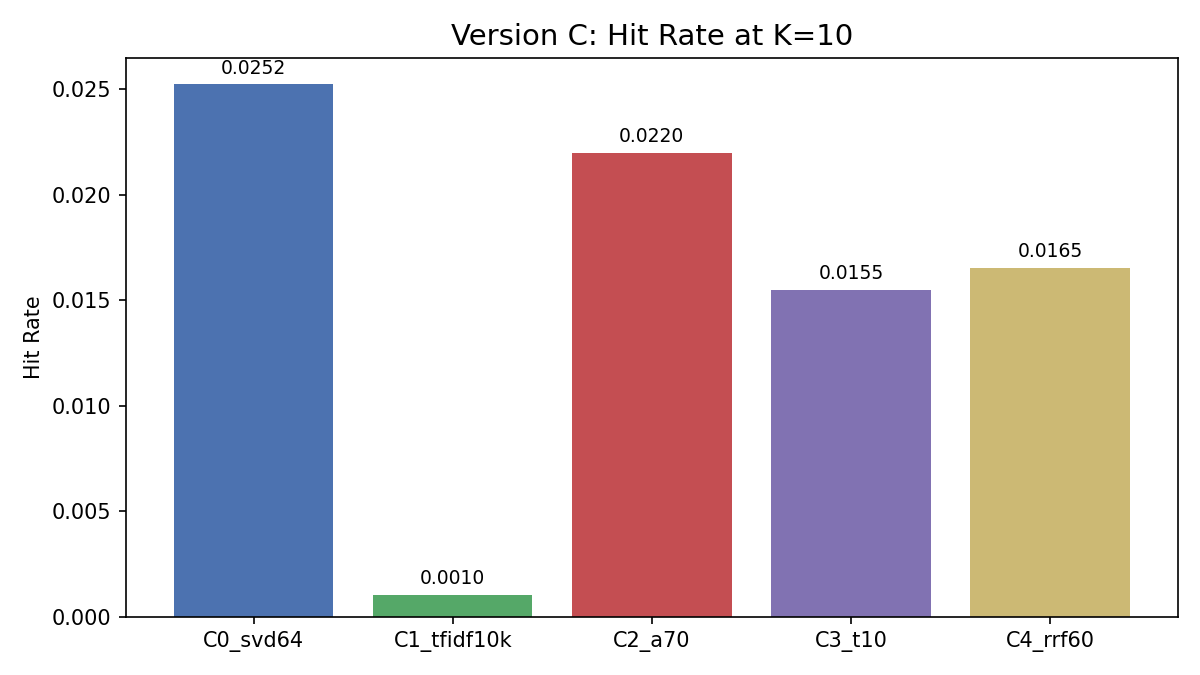 Version C: Hit Rate at K=10
Hit Rate
0.025
0.020
0.015
0.010
0.005
0.000
0.0252
0.0010
0.0220
0.0155
0.0165
C0_svd64
C1_tfidf10k
C2_a70
C3_t10
C4_rrf60